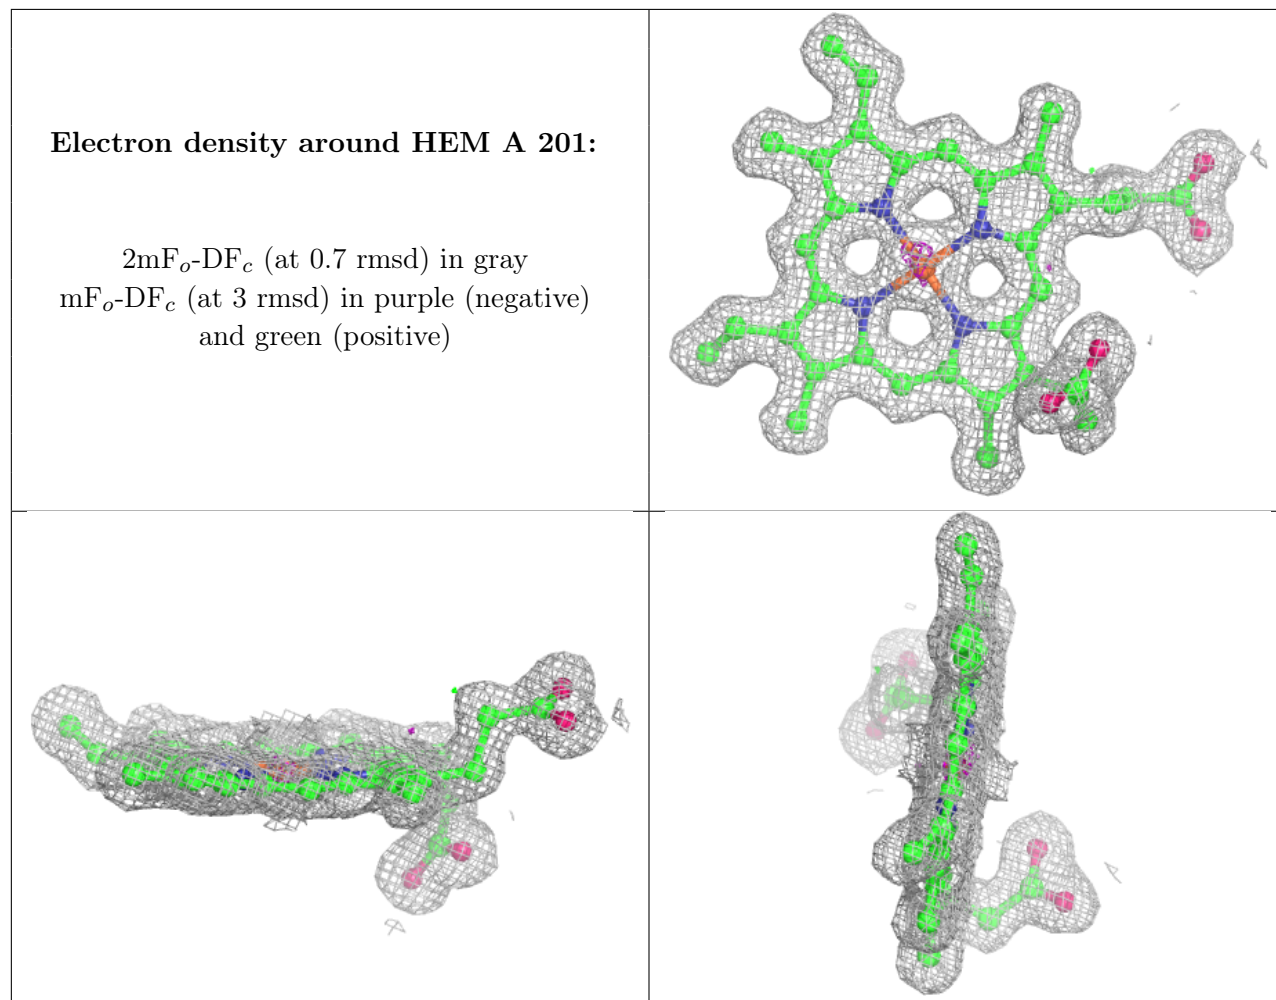 Electron density around HEM A 201:
2mFo-DFc (at 0.7 rmsd) in gray
mFo-DFc (at 3 rmsd) in purple (negative)
and green (positive)